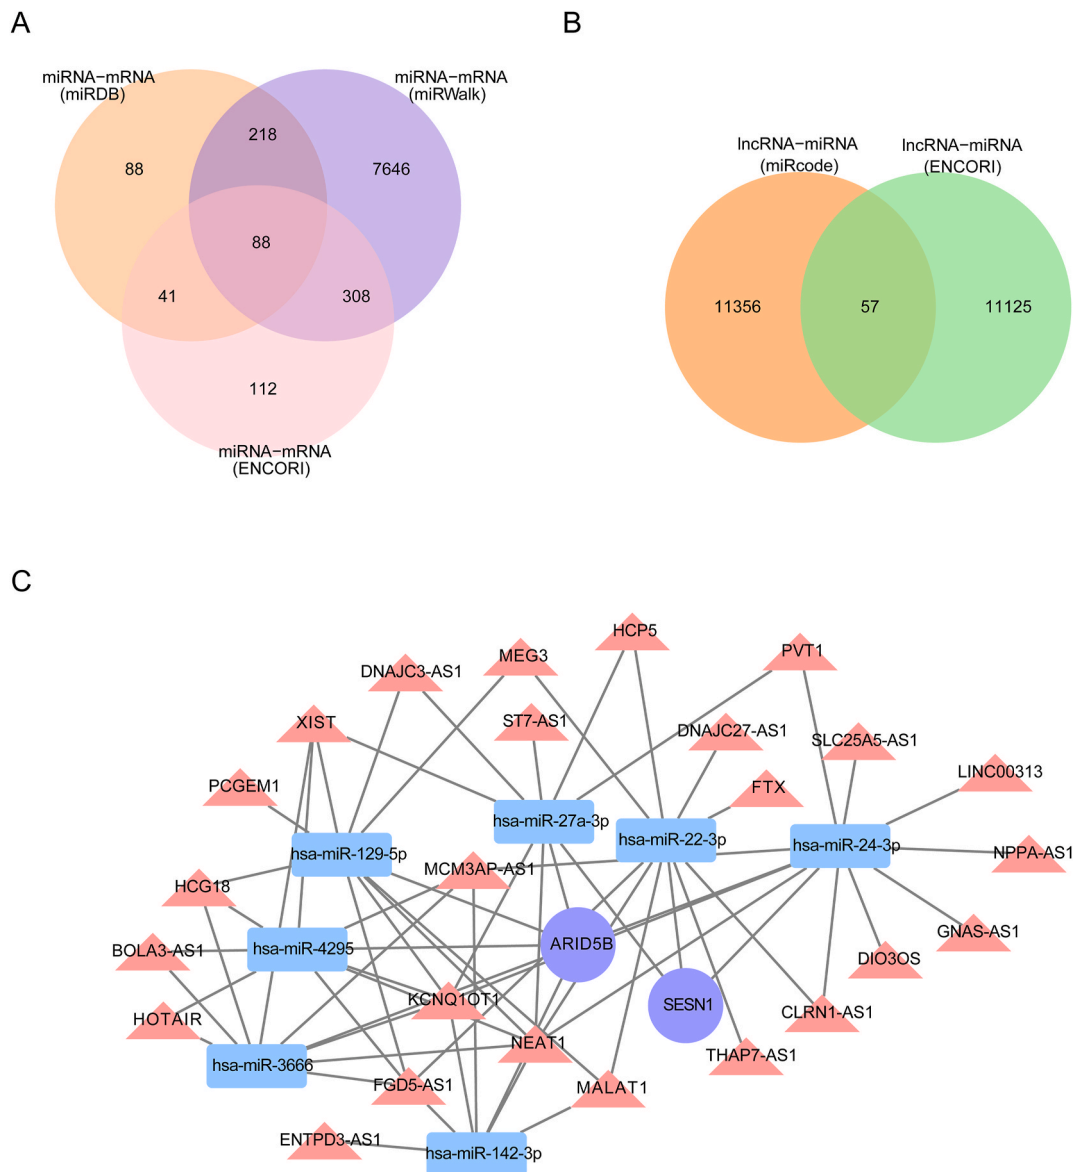 A
B
miRNA−mRNA
(miRDB)
miRNA−mRNA
(miRWalk)
218
88
7646
88
41
308
112
miRNA−mRNA
(ENCORI)
lncRNA−miRNA
(miRcode)
lncRNA−miRNA
(ENCORI)
11356
57
11125
C
HCP5
MEG3
PVT1
DNAJC3-AS1
XIST
ST7-AS1
DNAJC27-AS1
SLC25A5-AS1
LINC00313
PCGEM1
FTX
hsa-miR-27a-3p
hsa-miR-22-3p
hsa-miR-24-3p
hsa-miR-129-5p
NPPA-AS1
MCM3AP-AS1
HCG18
GNAS-AS1
BOLA3-AS1
hsa-miR-4295
ARID5B
DIO3OS
KCNQ1OT1
SESN1
CLRN1-AS1
HOTAIR
NEAT1
THAP7-AS1
hsa-miR-3666
FGD5-AS1
MALAT1
ENTPD3-AS1
hsa-miR-142-3p